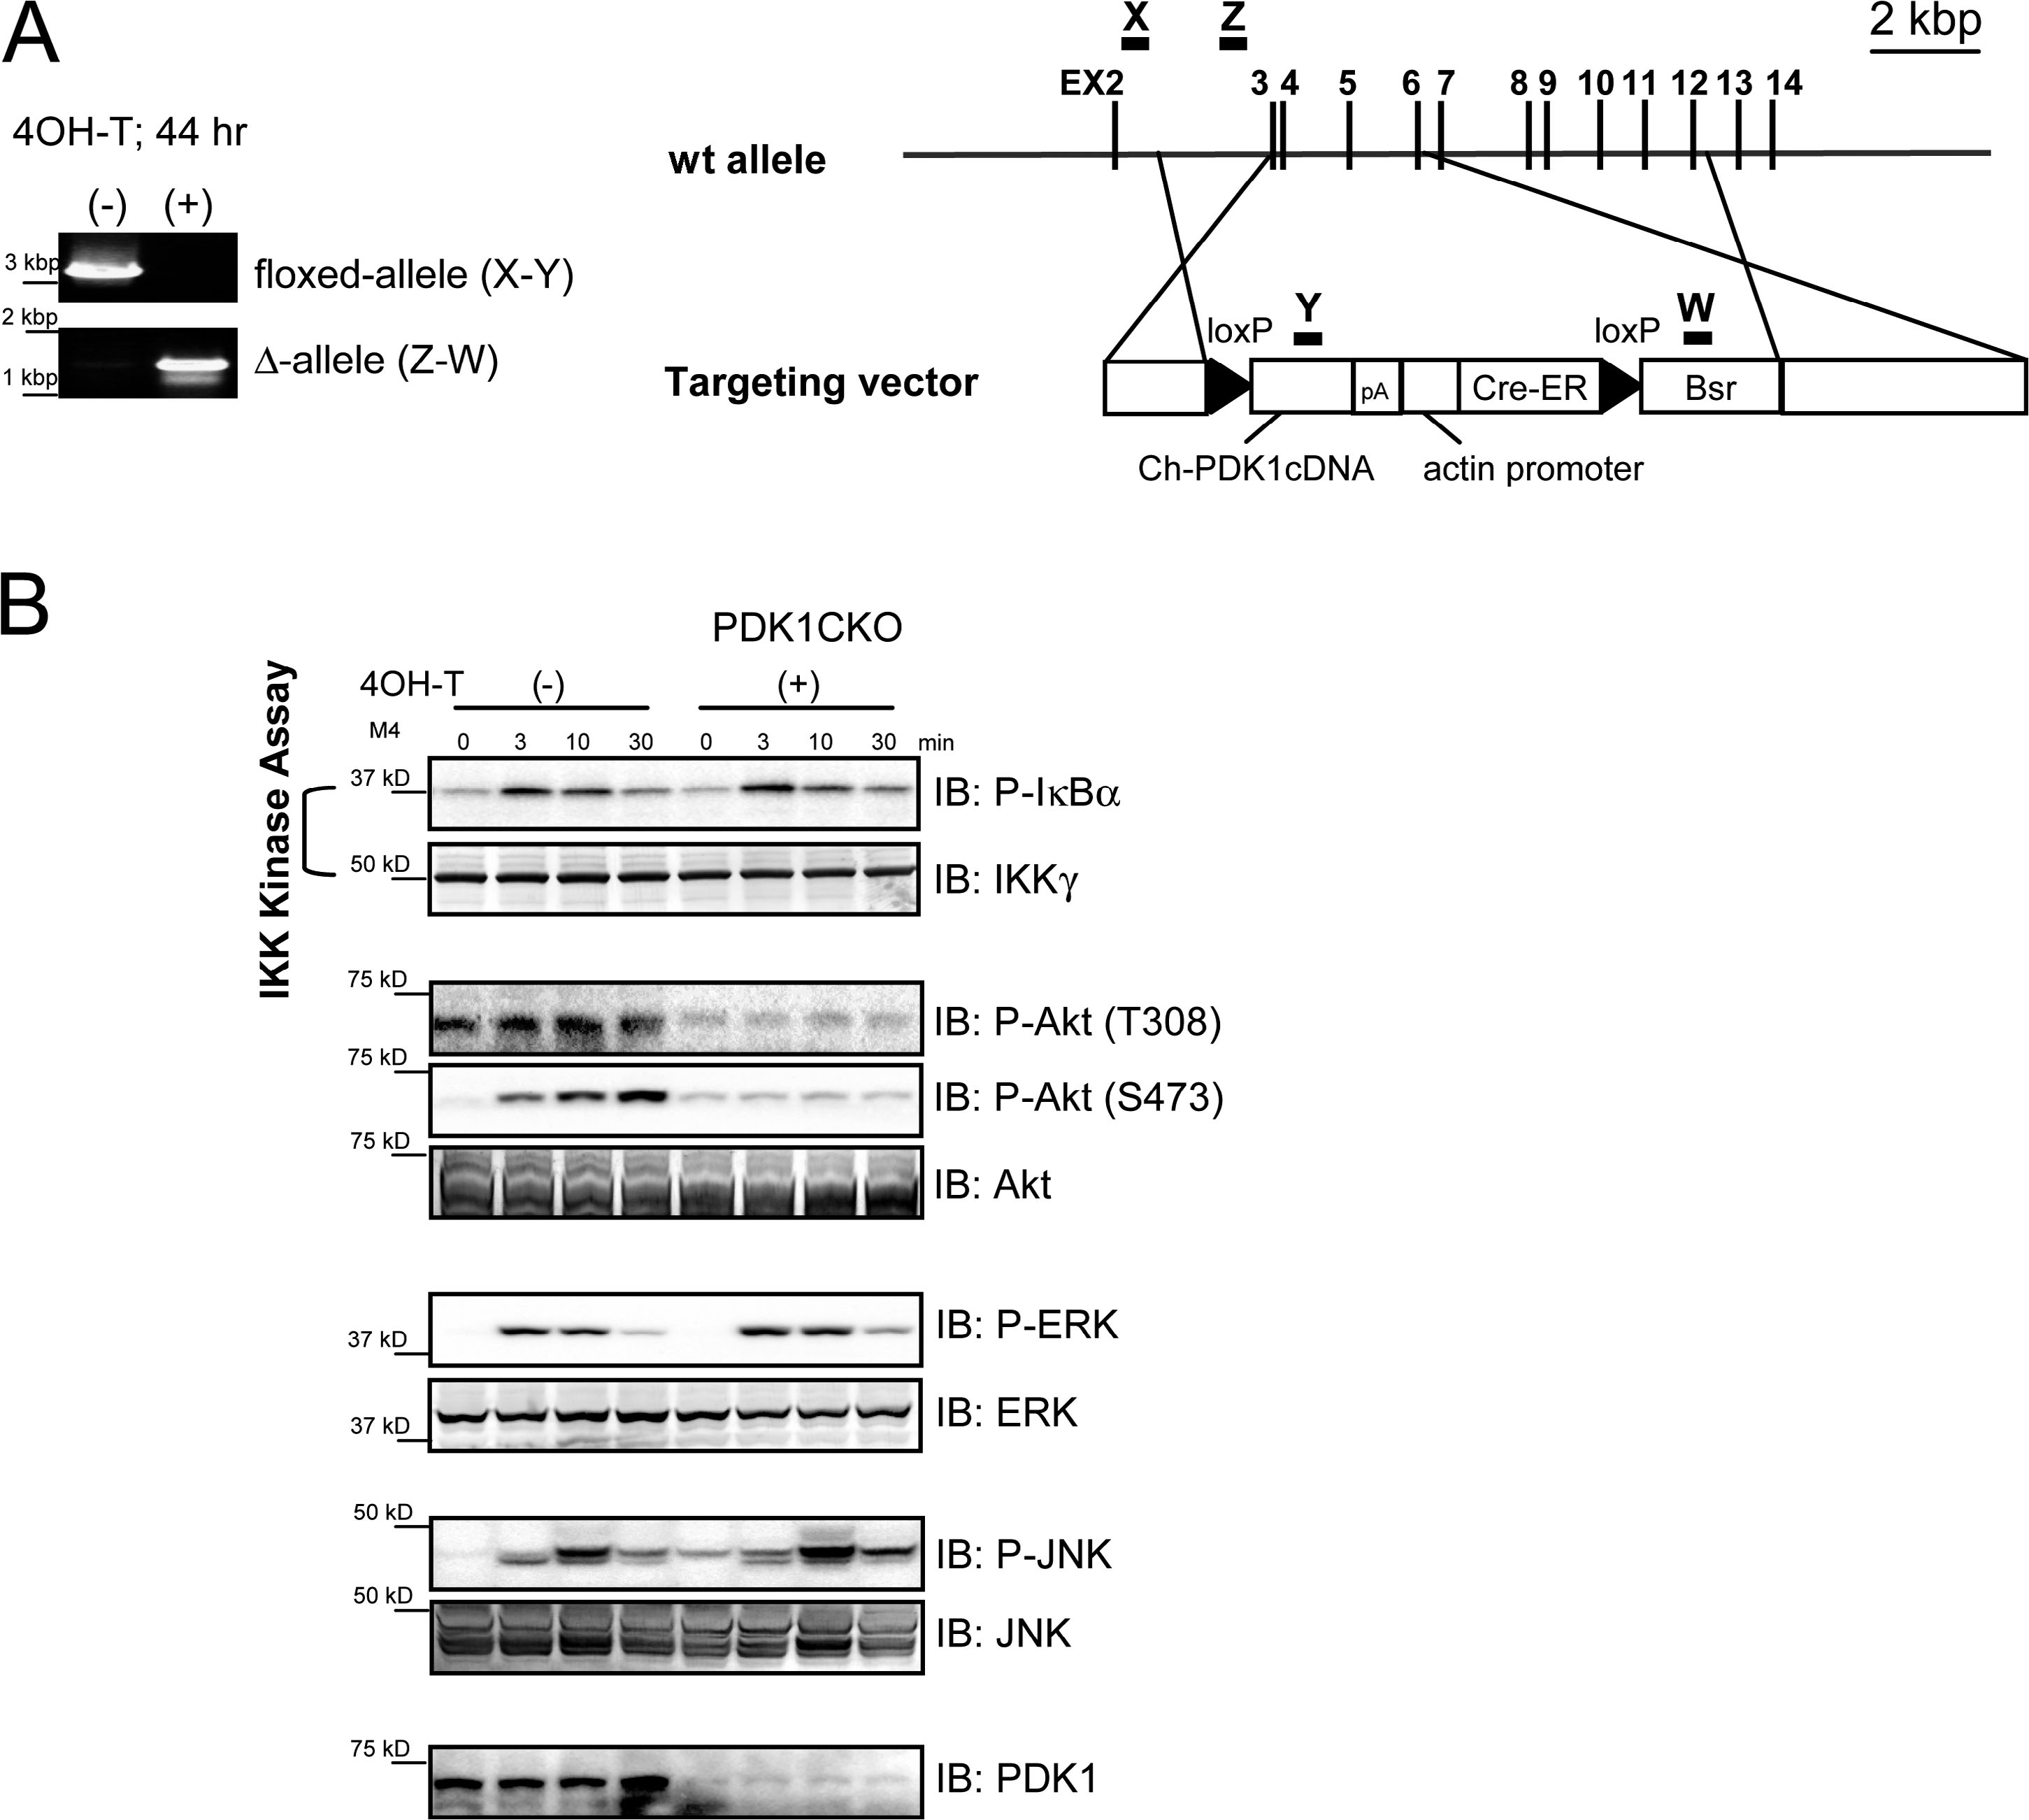 A
4OH-T; 44 hr
(-) (+)
3 kbp
floxed-allele (X-Y)
2 kbp
Δ-allele (Z-W)
1 kbp
X Z
2 kbp
EX2 3 4 5 6 7 8 9 10 11 12 13 14
wt allele
loxP Y loxP W
Targeting vector
pA Cre-ER Bsr
Ch-PDK1cDNA actin promoter
B
PDK1CKO
4OH-T (-) (+)
M4 0 3 10 30 0 3 10 30 min
IKK Kinase Assay
37 kD IB: P-IκBα
50 kD IB: IKKγ
75 kD IB: P-Akt (T308)
75 kD IB: P-Akt (S473)
75 kD IB: Akt
37 kD IB: P-ERK
37 kD IB: ERK
50 kD IB: P-JNK
50 kD IB: JNK
75 kD IB: PDK1